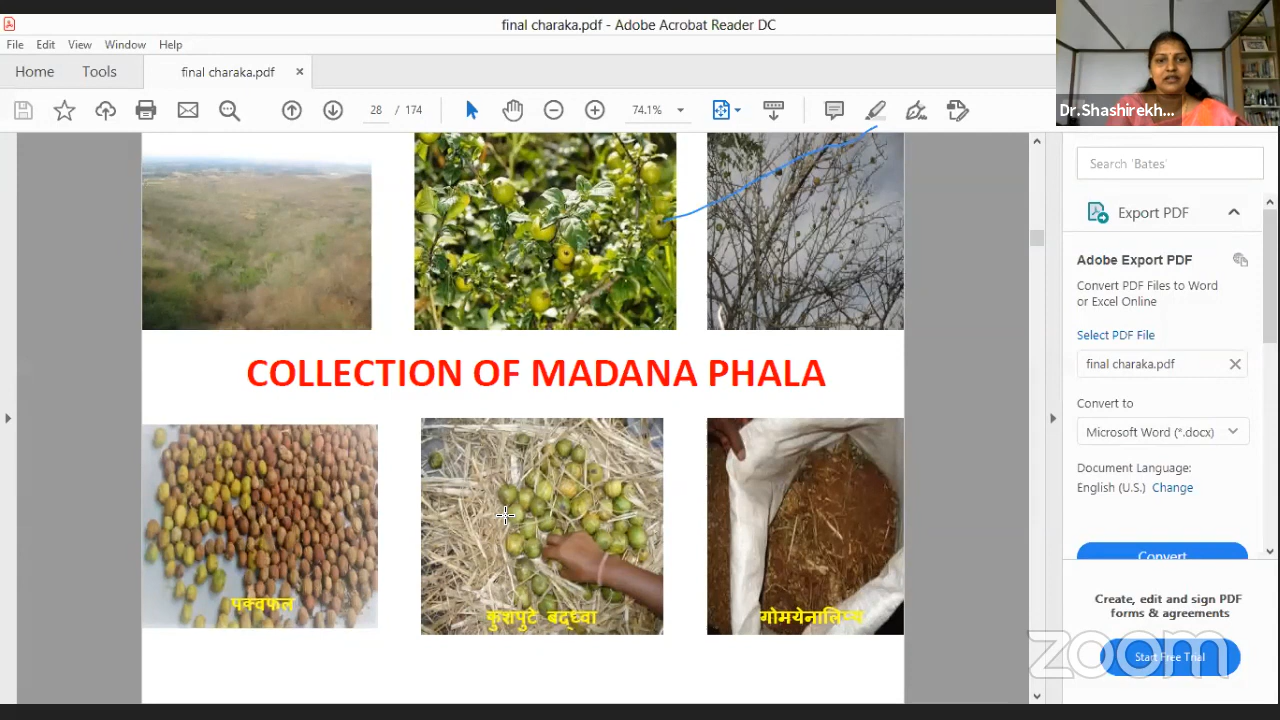 final charaka.pdf - Adobe Acrobat Reader DC
File Edit View Window Help
Home Tools final charaka.pdf ×
28 / 174 74.1%
Dr.Shashirekh...
Search 'Bates'
Export PDF
Adobe Export PDF
Convert PDF Files to Word
or Excel Online
Select PDF File
final charaka.pdf
Convert to
Microsoft Word (*.docx)
Document Language:
English (U.S.) Change
Convert
Create, edit and sign PDF
forms & agreements
Start Free Trial
zoom
COLLECTION OF MADANA PHALA
पक्वफल
कुशपुटे बद्ध्वा
गोमयेनालिप्य